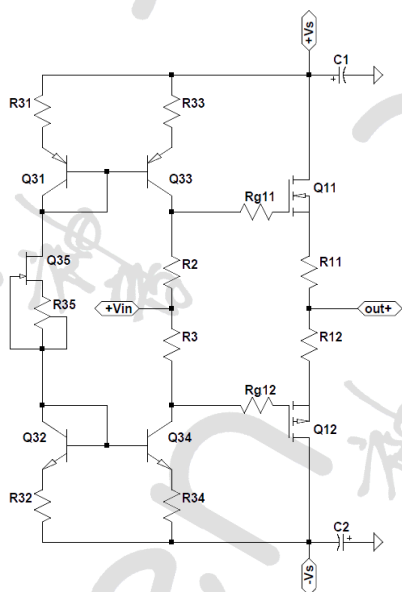 +Vs
C1
+
R31
R33
Q31
Q33
Q11
Rg11
Q35
R2
R11
R35
+Vin
out+
R3
R12
Rg12
Q32
Q34
Q12
R32
R34
C2
+
-Vs